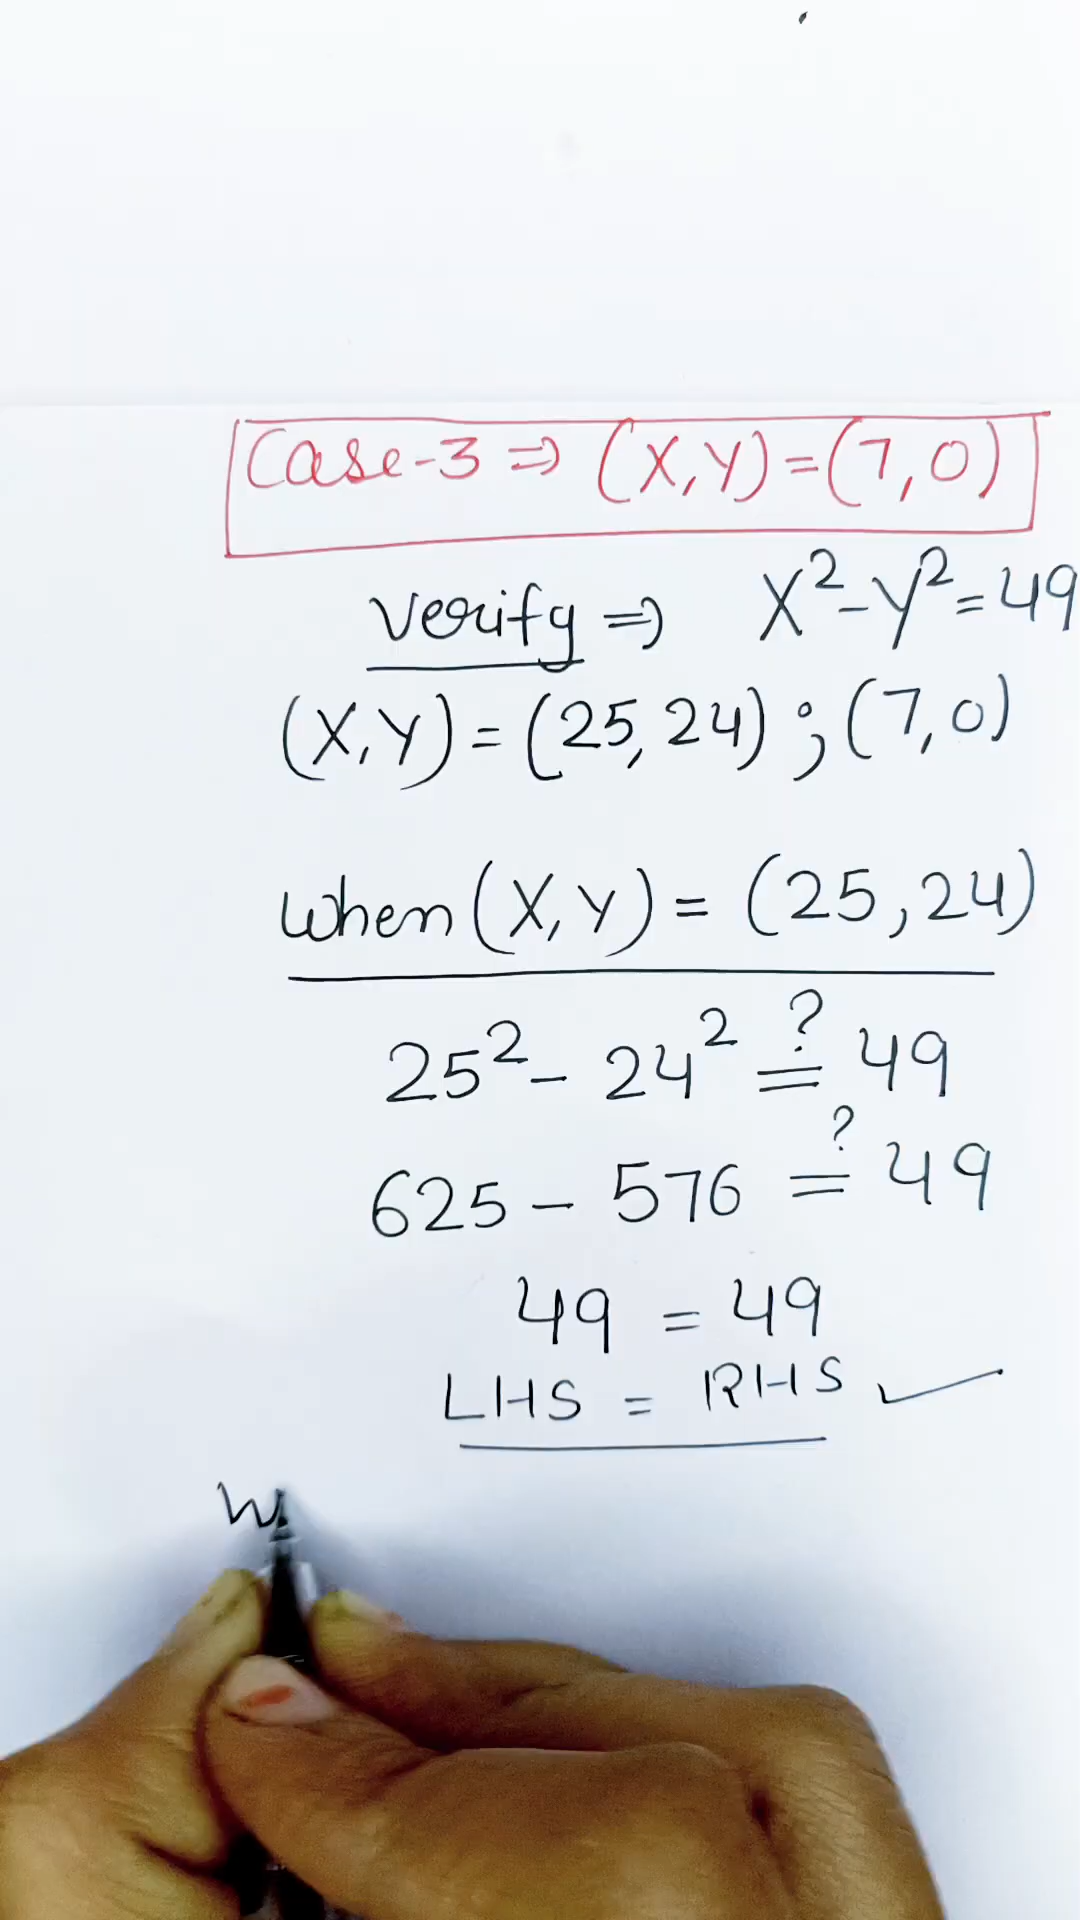 Case-3 ⇒ (X,Y)=(7,0)
Verify ⇒ X²-Y²=49
(X,Y)=(25,24);(7,0)
When(X,Y)=(25,24)
25²-24² ≟ 49
625-576 ≟ 49
49 = 49
LHS = RHS ✓